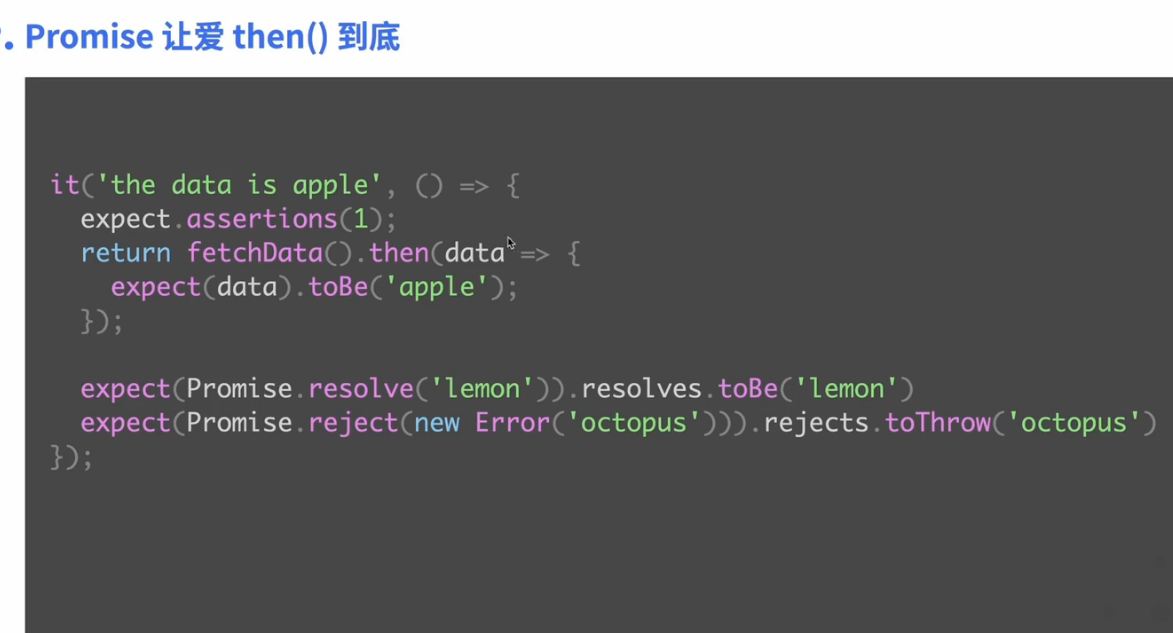 . Promise 让爱 then() 到底
it('the data is apple', () => {
  expect.assertions(1);
  return fetchData().then(data => {
    expect(data).toBe('apple');
  });
  expect(Promise.resolve('lemon')).resolves.toBe('lemon')
  expect(Promise.reject(new Error('octopus'))).rejects.toThrow('octopus')
});